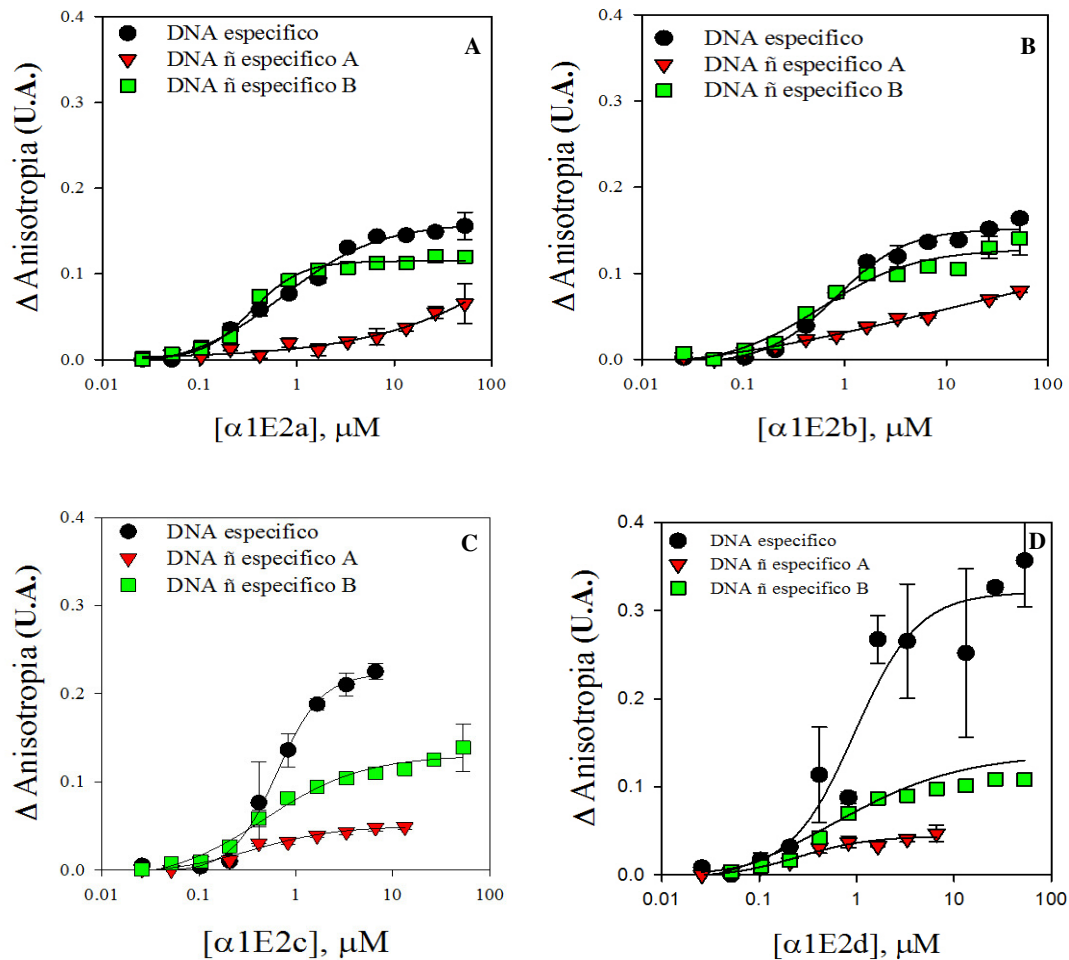 A
DNA especifico
DNA ñ especifico A
DNA ñ especifico B
Δ Anisotropia (U.A.)
0.4
0.3
0.2
0.1
0.0
0.01
0.1
1
10
100
[α1E2a], μM
B
DNA especifico
DNA ñ especifico A
DNA ñ especifico B
Δ Anisotropia (U.A.)
0.4
0.3
0.2
0.1
0.0
0.01
0.1
1
10
100
[α1E2b], μM
C
DNA especifico
DNA ñ especifico A
DNA ñ especifico B
Δ Anisotropia (U.A.)
0.4
0.3
0.2
0.1
0.0
0.01
0.1
1
10
100
[α1E2c], μM
D
DNA especifico
DNA ñ especifico A
DNA ñ especifico B
Δ Anisotropia (U.A.)
0.4
0.3
0.2
0.1
0.0
0.01
0.1
1
10
100
[α1E2d], μM